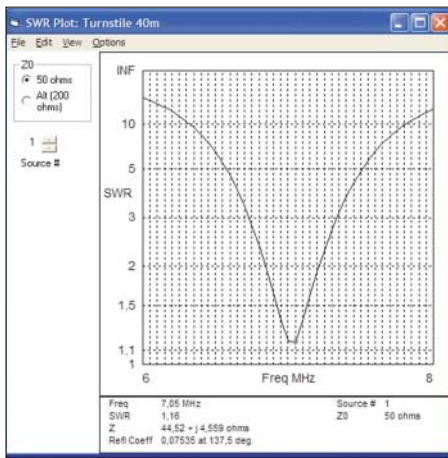 SWR Plot: Turnstile 40m
File Edit View Options
Z0
50 ohms
Alt (200
ohms)
1
Source #
INF
10
5
SWR
3
2
1,5
1,1
1
6 Freq MHz 8
Freq 7,05 MHz Source # 1
SWR 1,16 Z0 50 ohms
Z 44,52 + j 4,559 ohms
Refl Coeff 0,07535 at 137,5 deg.